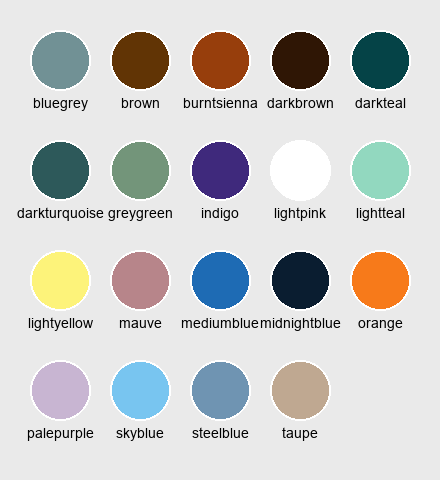 bluegrey brown burntsienna darkbrown darkteal
darkturquoise greygreen indigo lightpink lightteal
lightyellow mauve mediumblue midnightblue orange
palepurple skyblue steelblue taupe